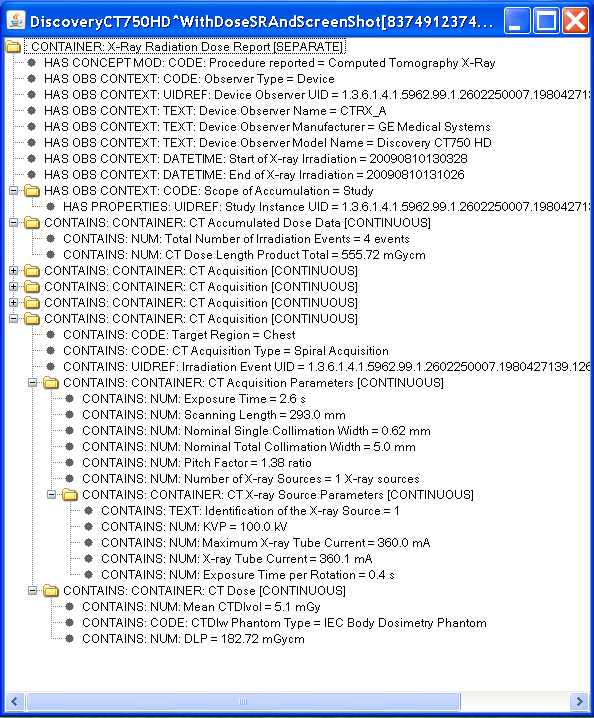 DiscoveryCT750HD^WithDoseSRAndScreenShot[8374912374...
CONTAINER: X-Ray Radiation Dose Report [SEPARATE]
HAS CONCEPT MOD: CODE: Procedure reported = Computed Tomography X-Ray
HAS OBS CONTEXT: CODE: Observer Type = Device
HAS OBS CONTEXT: UIDREF: Device Observer UID = 1.3.6.1.4.1.5962.99.1.2602250007.19804271
HAS OBS CONTEXT: TEXT: Device Observer Name = CTRX_A
HAS OBS CONTEXT: TEXT: Device Observer Manufacturer = GE Medical Systems
HAS OBS CONTEXT: TEXT: Device Observer Model Name = Discovery CT750 HD
HAS OBS CONTEXT: DATETIME: Start of X-ray Irradiation = 20090810130328
HAS OBS CONTEXT: DATETIME: End of X-ray Irradiation = 20090810131026
HAS OBS CONTEXT: CODE: Scope of Accumulation = Study
HAS PROPERTIES: UIDREF: Study Instance UID = 1.3.6.1.4.1.5962.99.1.2602250007.19804271
CONTAINS: CONTAINER: CT Accumulated Dose Data [CONTINUOUS]
CONTAINS: NUM: Total Number of Irradiation Events = 4 events
CONTAINS: NUM: CT Dose Length Product Total = 555.72 mGycm
CONTAINS: CONTAINER: CT Acquisition [CONTINUOUS]
CONTAINS: CONTAINER: CT Acquisition [CONTINUOUS]
CONTAINS: CONTAINER: CT Acquisition [CONTINUOUS]
CONTAINS: CONTAINER: CT Acquisition [CONTINUOUS]
CONTAINS: CODE: Target Region = Chest
CONTAINS: CODE: CT Acquisition Type = Spiral Acquisition
CONTAINS: UIDREF: Irradiation Event UID = 1.3.6.1.4.1.5962.99.1.2602250007.1980427139.126
CONTAINS: CONTAINER: CT Acquisition Parameters [CONTINUOUS]
CONTAINS: NUM: Exposure Time = 2.6 s
CONTAINS: NUM: Scanning Length = 293.0 mm
CONTAINS: NUM: Nominal Single Collimation Width = 0.62 mm
CONTAINS: NUM: Nominal Total Collimation Width = 5.0 mm
CONTAINS: NUM: Pitch Factor = 1.38 ratio
CONTAINS: NUM: Number of X-ray Sources = 1 X-ray sources
CONTAINS: CONTAINER: CT X-ray Source Parameters [CONTINUOUS]
CONTAINS: TEXT: Identification of the X-ray Source = 1
CONTAINS: NUM: KVP = 100.0 kV
CONTAINS: NUM: Maximum X-ray Tube Current = 360.0 mA
CONTAINS: NUM: X-ray Tube Current = 360.1 mA
CONTAINS: NUM: Exposure Time per Rotation = 0.4 s
CONTAINS: CONTAINER: CT Dose [CONTINUOUS]
CONTAINS: NUM: Mean CTDIvol = 5.1 mGy
CONTAINS: CODE: CTDIw Phantom Type = IEC Body Dosimetry Phantom
CONTAINS: NUM: DLP = 182.72 mGycm